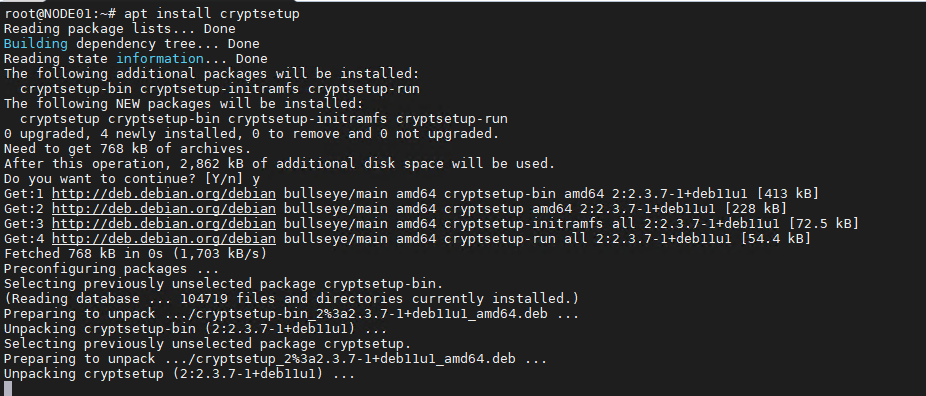 root@NODE01:~# apt install cryptsetup
Reading package lists... Done
Building dependency tree... Done
Reading state information... Done
The following additional packages will be installed:
  cryptsetup-bin cryptsetup-initramfs cryptsetup-run
The following NEW packages will be installed:
  cryptsetup cryptsetup-bin cryptsetup-initramfs cryptsetup-run
0 upgraded, 4 newly installed, 0 to remove and 0 not upgraded.
Need to get 768 kB of archives.
After this operation, 2,862 kB of additional disk space will be used.
Do you want to continue? [Y/n] y
Get:1 http://deb.debian.org/debian bullseye/main amd64 cryptsetup-bin amd64 2:2.3.7-1+deb11u1 [413 kB]
Get:2 http://deb.debian.org/debian bullseye/main amd64 cryptsetup amd64 2:2.3.7-1+deb11u1 [228 kB]
Get:3 http://deb.debian.org/debian bullseye/main amd64 cryptsetup-initramfs all 2:2.3.7-1+deb11u1 [72.5 kB]
Get:4 http://deb.debian.org/debian bullseye/main amd64 cryptsetup-run all 2:2.3.7-1+deb11u1 [54.4 kB]
Fetched 768 kB in 0s (1,703 kB/s)
Preconfiguring packages ...
Selecting previously unselected package cryptsetup-bin.
(Reading database ... 104719 files and directories currently installed.)
Preparing to unpack .../cryptsetup-bin_2%3a2.3.7-1+deb11u1_amd64.deb ...
Unpacking cryptsetup-bin (2:2.3.7-1+deb11u1) ...
Selecting previously unselected package cryptsetup.
Preparing to unpack .../cryptsetup_2%3a2.3.7-1+deb11u1_amd64.deb ...
Unpacking cryptsetup (2:2.3.7-1+deb11u1) ...